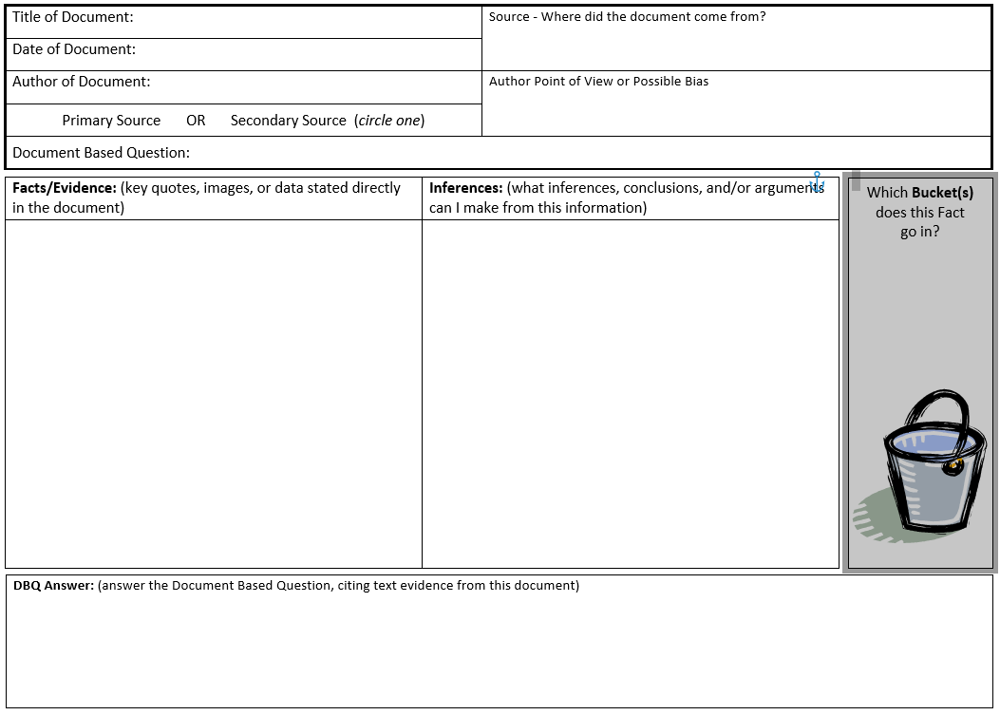 Title of Document:
Source - Where did the document come from?
Date of Document:
Author of Document:
Author Point of View or Possible Bias
Primary Source OR Secondary Source (circle one)
Document Based Question:
Facts/Evidence: (key quotes, images, or data stated directly
in the document)
Inferences: (what inferences, conclusions, and/or arguments
can I make from this information)
Which Bucket(s)
does this Fact
go in?
DBQ Answer: (answer the Document Based Question, citing text evidence from this document)